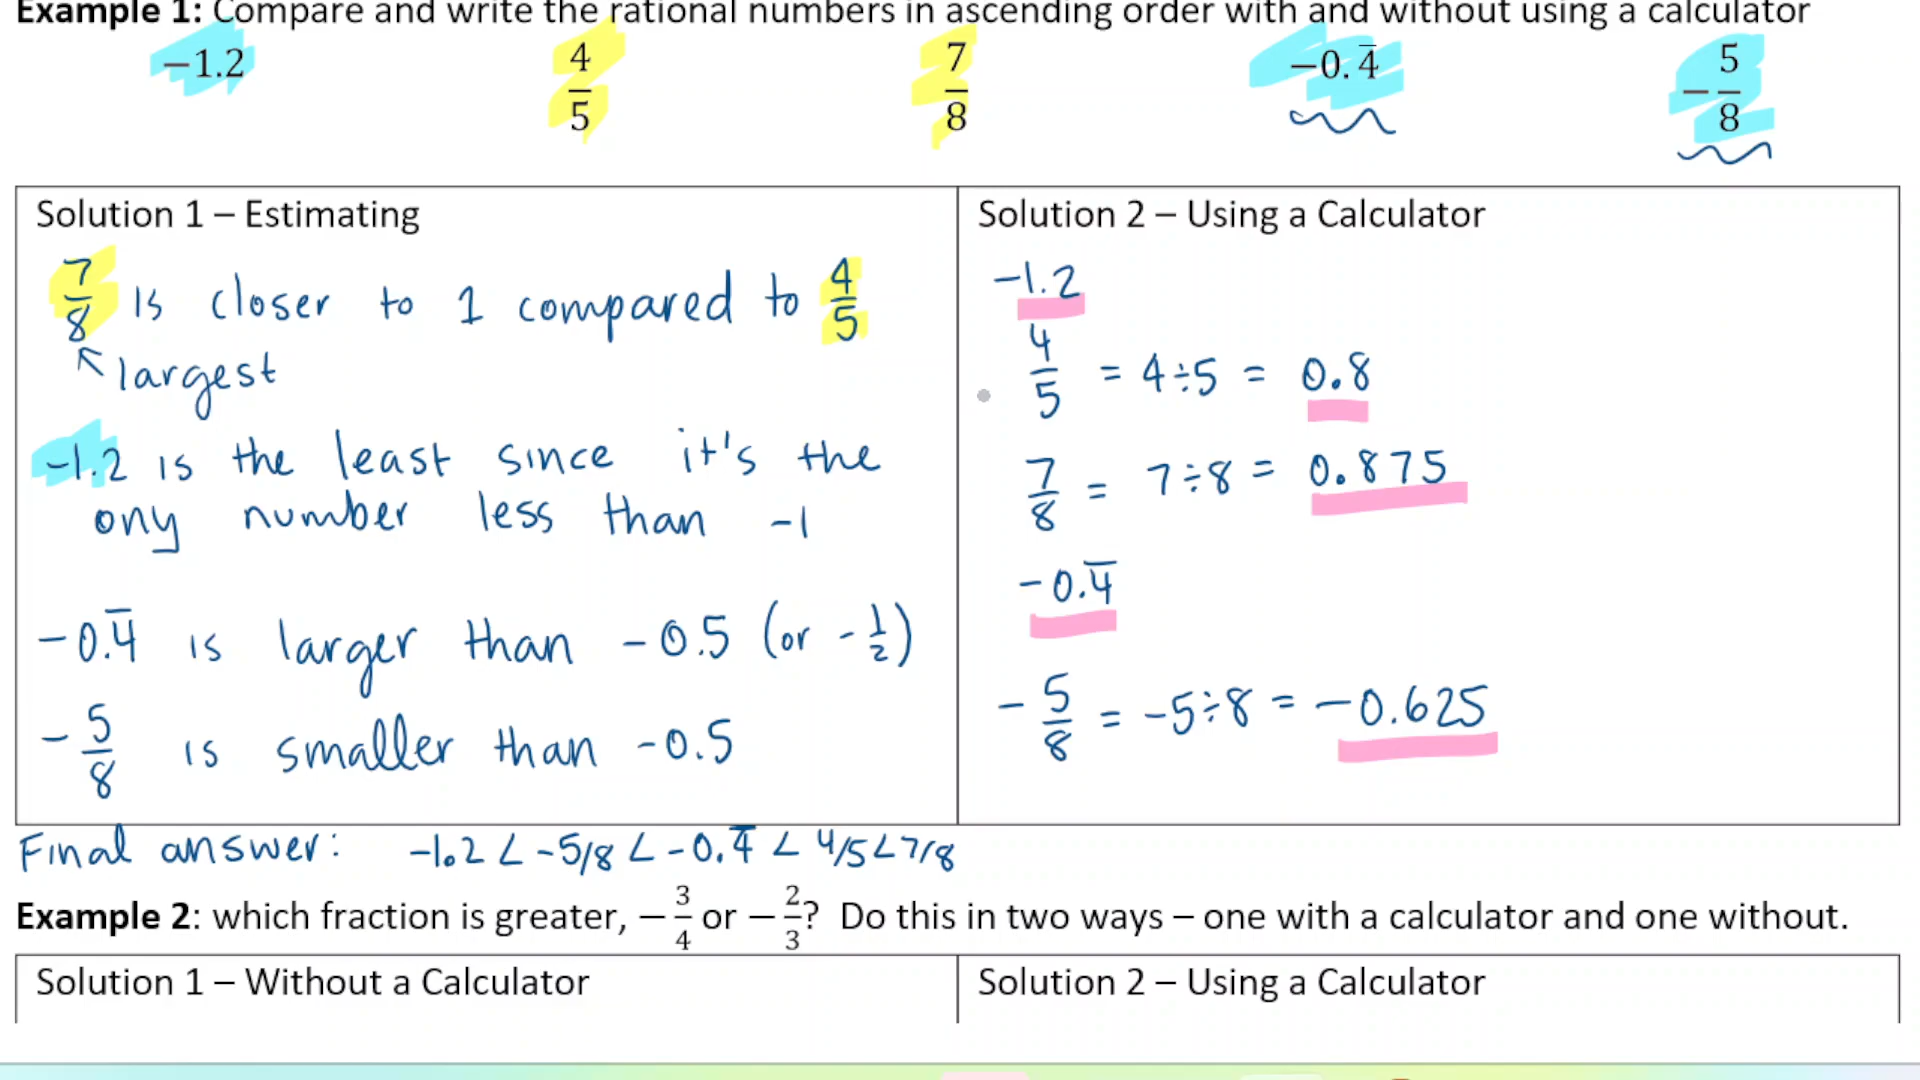 Example 1: Compare and write the rational numbers in ascending order with and without using a calculator
−1.2 4/5 7/8 −0.4̅ −5/8
Solution 1 – Estimating
7/8 is closer to 1 compared to 4/5
↖ largest
-1.2 is the least since it's the
ony number less than -1
-0.4̅ is larger than -0.5 (or -1/2)
-5/8 is smaller than -0.5
Solution 2 – Using a Calculator
-1.2
4/5 = 4÷5 = 0.8
7/8 = 7÷8 = 0.875
-0.4̅
-5/8 = -5÷8 = -0.625
Final answer: -1.2 < -5/8 < -0.4̅ < 4/5 < 7/8
Example 2: which fraction is greater, −3/4 or −2/3? Do this in two ways – one with a calculator and one without.
Solution 1 – Without a Calculator
Solution 2 – Using a Calculator